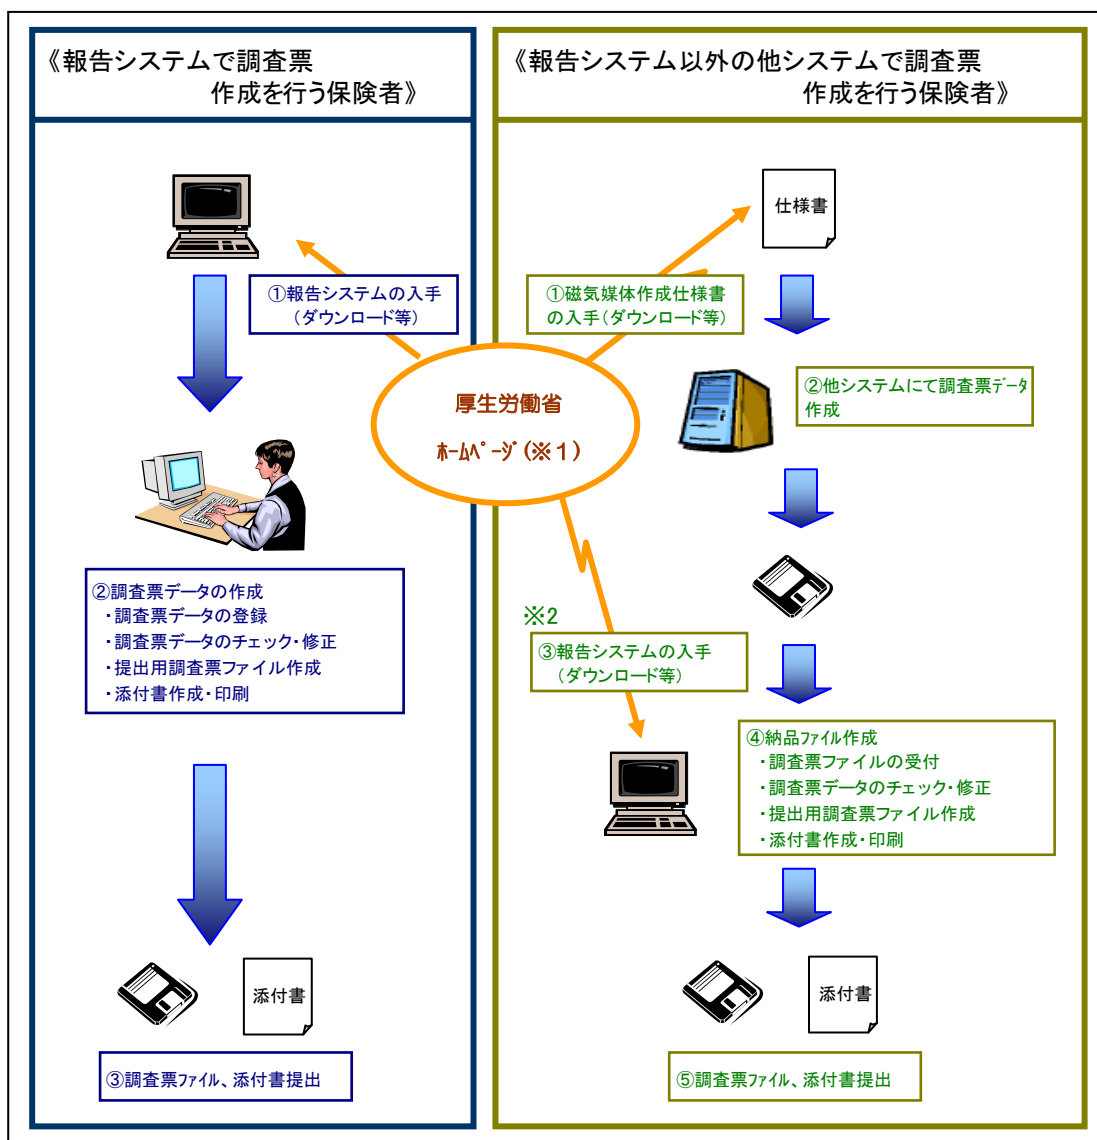 《報告システムで調査票
作成を行う保険者》
①報告システムの入手
（ダウンロード等）
②調査票データの作成
・調査票データの登録
・調査票データのチェック・修正
・提出用調査票ファイル作成
・添付書作成・印刷
添付書
③調査票ファイル、添付書提出
厚生労働省
ﾎｰﾑﾍﾟｰｼﾞ(※１)
《報告システム以外の他システムで調査票
作成を行う保険者》
仕様書
①磁気媒体作成仕様書
の入手（ダウンロード等）
②他システムにて調査票ﾃﾞｰﾀ
作成
※2
③報告システムの入手
（ダウンロード等）
④納品ファイル作成
・調査票ファイルの受付
・調査票データのチェック・修正
・提出用調査票ファイル作成
・添付書作成・印刷
添付書
⑤調査票ファイル、添付書提出